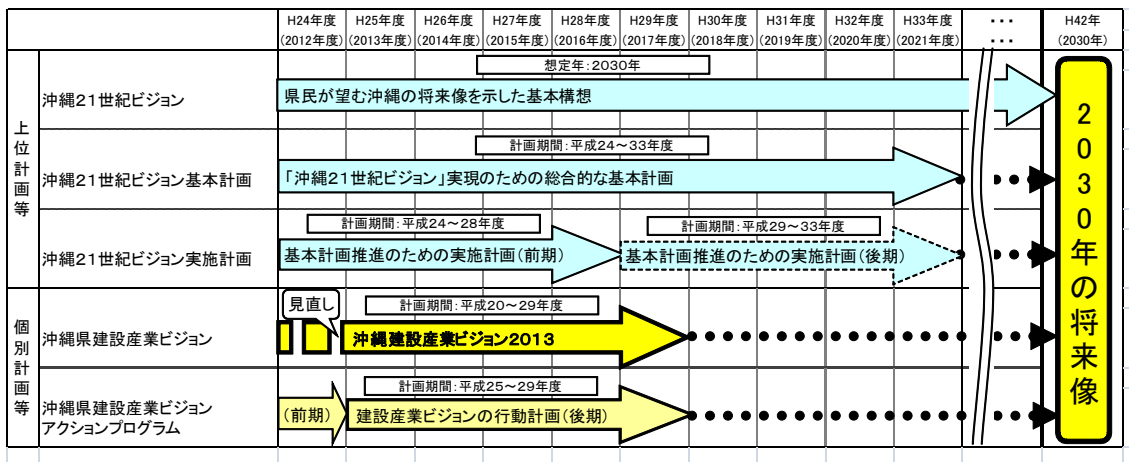 H24年度 H25年度 H26年度 H27年度 H28年度 H29年度 H30年度 H31年度 H32年度 H33年度 ・・・ H42年
(2012年度) (2013年度) (2014年度) (2015年度) (2016年度) (2017年度) (2018年度) (2019年度) (2020年度) (2021年度) ・・・ (2030年)
上位計画等
想定年：2030年
沖縄２１世紀ビジョン
県民が望む沖縄の将来像を示した基本構想
計画期間：平成24～33年度
沖縄２１世紀ビジョン基本計画
「沖縄２１世紀ビジョン」実現のための総合的な基本計画
計画期間：平成24～28年度
計画期間：平成29～33年度
沖縄２１世紀ビジョン実施計画
基本計画推進のための実施計画（前期）
基本計画推進のための実施計画（後期）
個別計画等
見直し
計画期間：平成20～29年度
沖縄県建設産業ビジョン
沖縄建設産業ビジョン2013
計画期間：平成25～29年度
沖縄県建設産業ビジョン
アクションプログラム
（前期）
建設産業ビジョンの行動計画（後期）
２０３０年の将来像